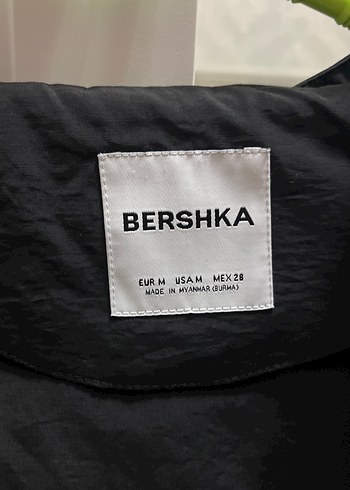 BERSHKA
EUR M USA M MEX 28
MADE IN MYANMAR (BURMA)